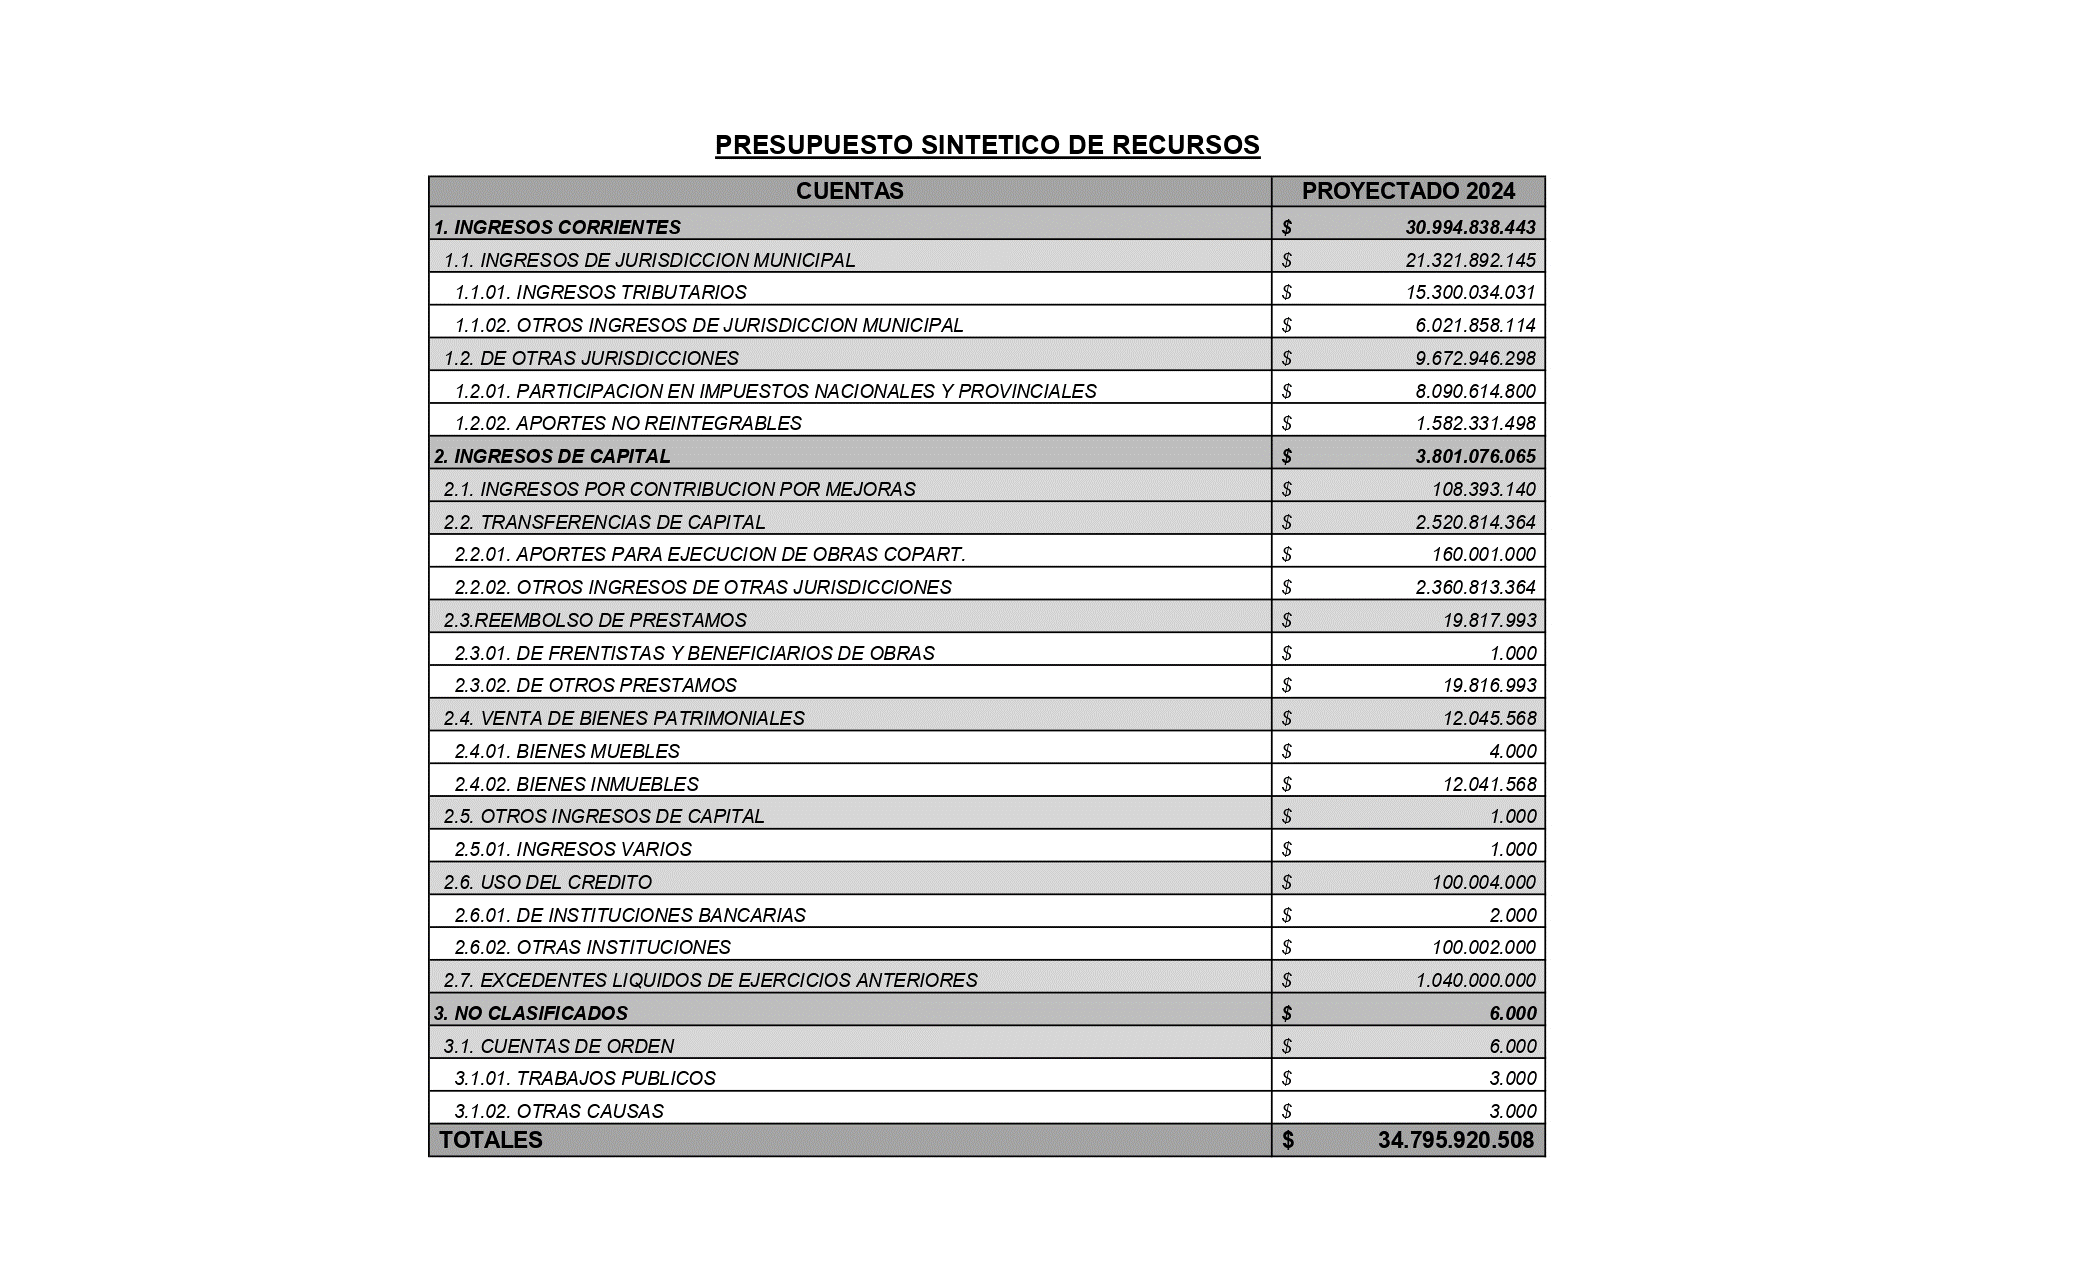 PRESUPUESTO SINTETICO DE RECURSOS
CUENTAS PROYECTADO 2024
1. INGRESOS CORRIENTES $ 30.994.838.443
1.1. INGRESOS DE JURISDICCION MUNICIPAL $ 21.321.892.145
1.1.01. INGRESOS TRIBUTARIOS $ 15.300.034.031
1.1.02. OTROS INGRESOS DE JURISDICCION MUNICIPAL $ 6.021.858.114
1.2. DE OTRAS JURISDICCIONES $ 9.672.946.298
1.2.01. PARTICIPACION EN IMPUESTOS NACIONALES Y PROVINCIALES $ 8.090.614.800
1.2.02. APORTES NO REINTEGRABLES $ 1.582.331.498
2. INGRESOS DE CAPITAL $ 3.801.076.065
2.1. INGRESOS POR CONTRIBUCION POR MEJORAS $ 108.393.140
2.2. TRANSFERENCIAS DE CAPITAL $ 2.520.814.364
2.2.01. APORTES PARA EJECUCION DE OBRAS COPART. $ 160.001.000
2.2.02. OTROS INGRESOS DE OTRAS JURISDICCIONES $ 2.360.813.364
2.3.REEMBOLSO DE PRESTAMOS $ 19.817.993
2.3.01. DE FRENTISTAS Y BENEFICIARIOS DE OBRAS $ 1.000
2.3.02. DE OTROS PRESTAMOS $ 19.816.993
2.4. VENTA DE BIENES PATRIMONIALES $ 12.045.568
2.4.01. BIENES MUEBLES $ 4.000
2.4.02. BIENES INMUEBLES $ 12.041.568
2.5. OTROS INGRESOS DE CAPITAL $ 1.000
2.5.01. INGRESOS VARIOS $ 1.000
2.6. USO DEL CREDITO $ 100.004.000
2.6.01. DE INSTITUCIONES BANCARIAS $ 2.000
2.6.02. OTRAS INSTITUCIONES $ 100.002.000
2.7. EXCEDENTES LIQUIDOS DE EJERCICIOS ANTERIORES $ 1.040.000.000
3. NO CLASIFICADOS $ 6.000
3.1. CUENTAS DE ORDEN $ 6.000
3.1.01. TRABAJOS PUBLICOS $ 3.000
3.1.02. OTRAS CAUSAS $ 3.000
TOTALES $ 34.795.920.508